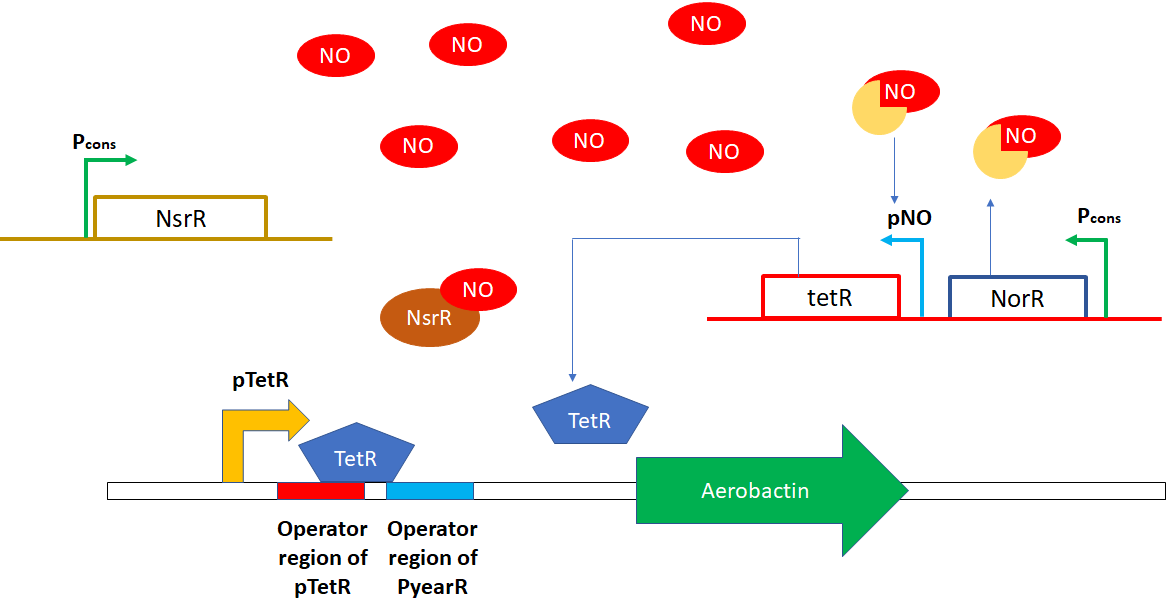 NO
NO
NO
NO
NO
NO
NO
NO
Pcons
NsrR
pNO
Pcons
tetR
NorR
NO
NsrR
pTetR
TetR
TetR
Aerobactin
Operator
region of
pTetR
Operator
region of
PyearR